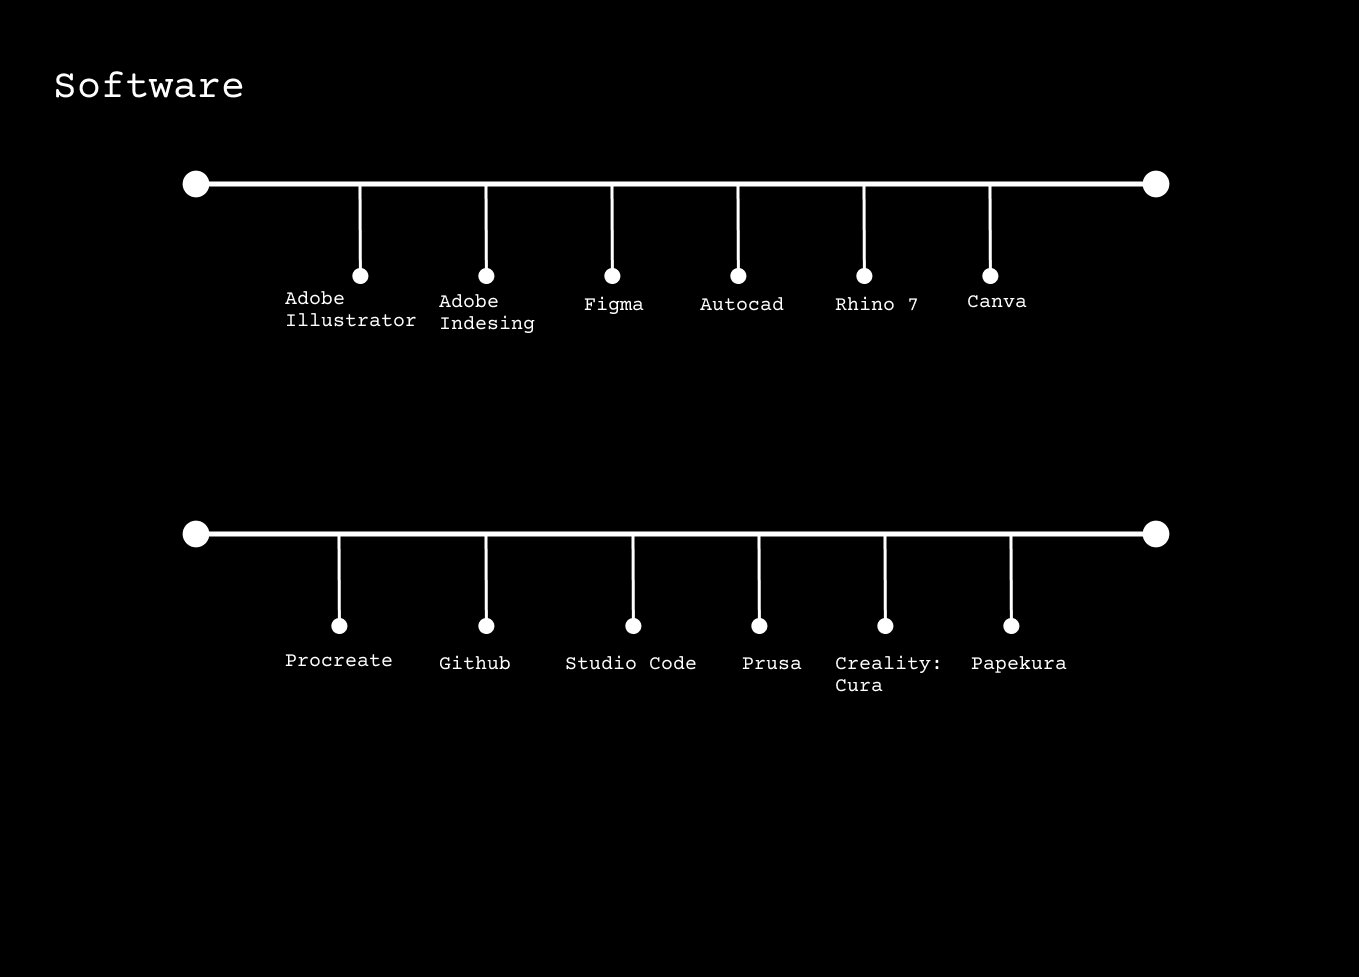 Software
Adobe
Illustrator
Adobe
Indesing
Figma
Autocad
Rhino 7
Canva
Procreate
Github
Studio Code
Prusa
Creality:
Cura
Papekura